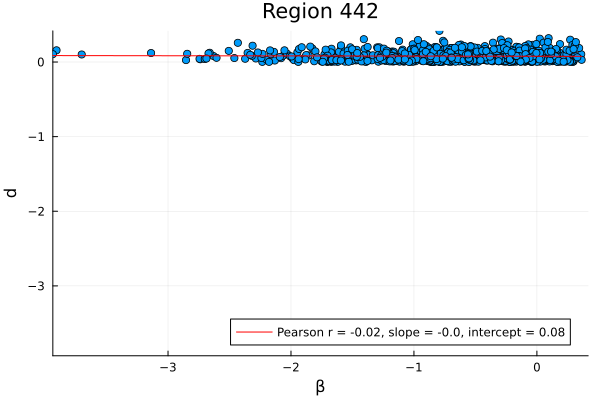 Region 442
d
0
−1
−2
−3
Pearson r = -0.02, slope = -0.0, intercept = 0.08
−3 −2 −1 0
β